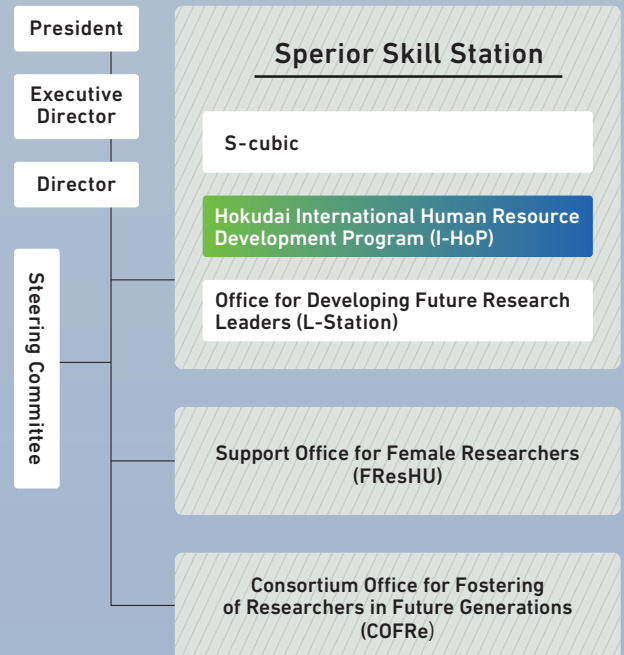 President
Executive
Director
Director
Steering Committee
Sperior Skill Station
S-cubic
Hokudai International Human Resource
Development Program (I-HoP)
Office for Developing Future Research
Leaders (L-Station)
Support Office for Female Researchers
(FResHU)
Consortium Office for Fostering
of Researchers in Future Generations
(COFRe)